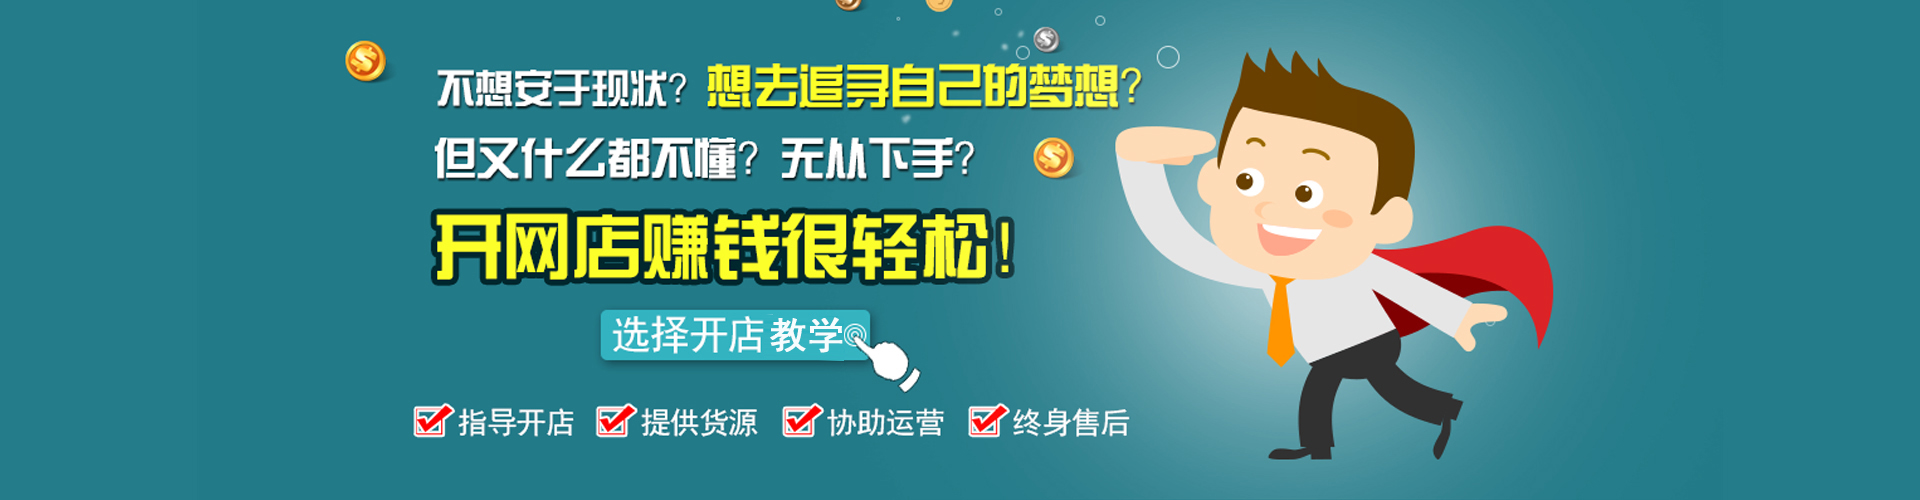 不想安于现状? 想去追寻自己的梦想?
但又什么都不懂? 无从下手?
开网店赚钱很轻松!
选择开店教学
指导开店 提供货源 协助运营 终身售后